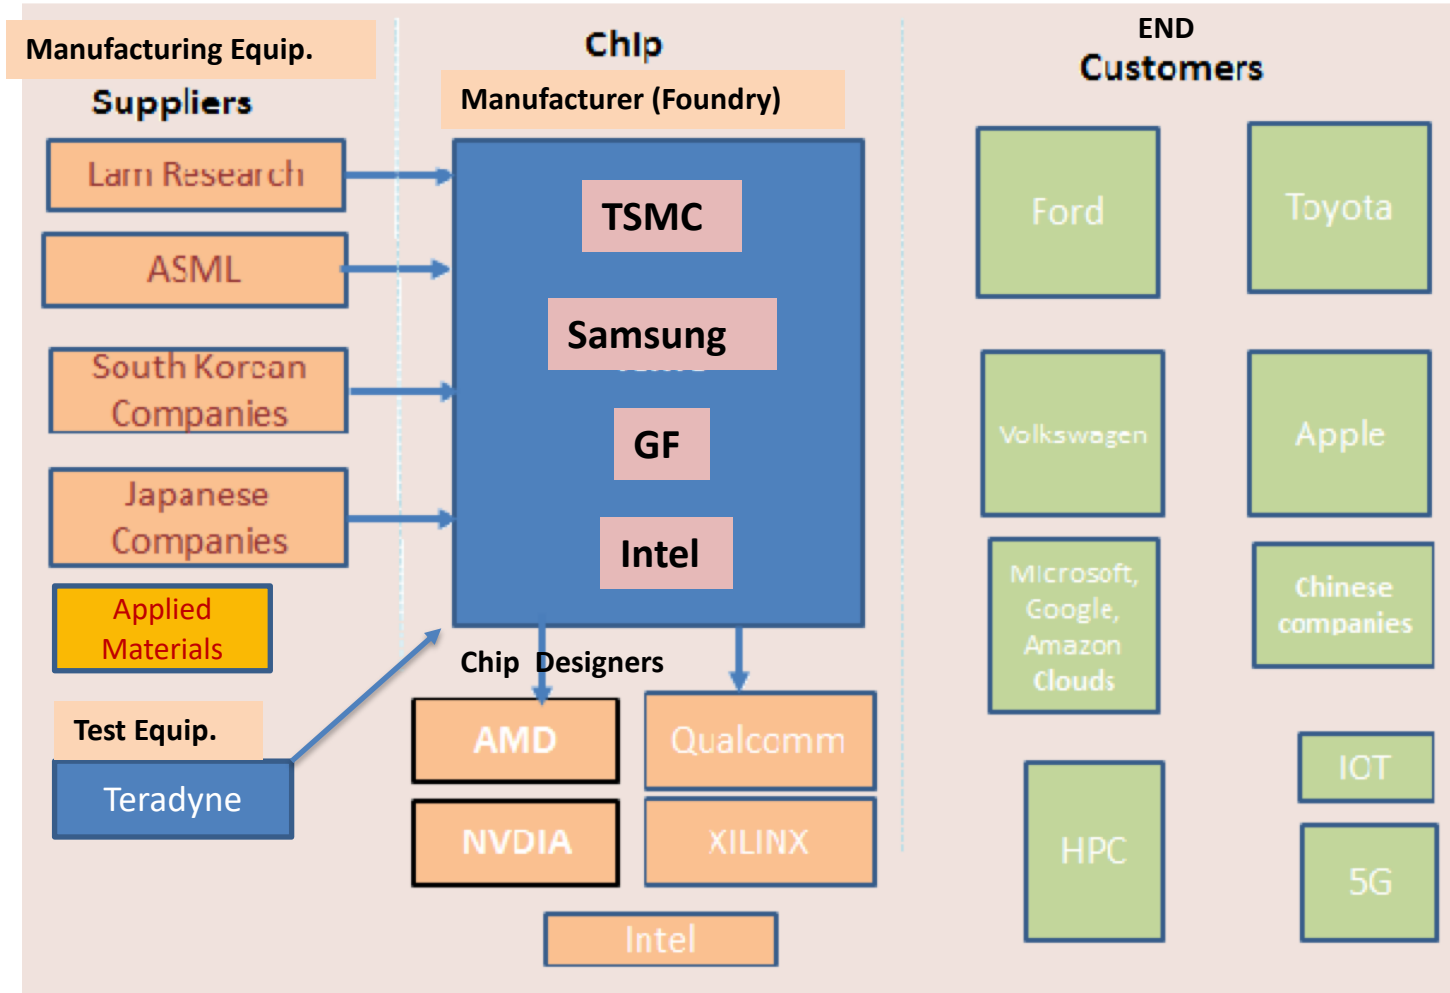 Manufacturing Equip.
Suppliers
Lam Research
ASML
South Korean
Companies
Japanese
Companies
Applied
Materials
Test Equip.
Teradyne
Chip
Manufacturer (Foundry)
TSMC
Samsung
GF
Intel
Chip Designers
AMD
Qualcomm
NVDIA
XILINX
Intel
END
Customers
Ford
Toyota
Volkswagen
Apple
Microsoft,
Google,
Amazon
Clouds
Chinese
companies
HPC
IOT
5G